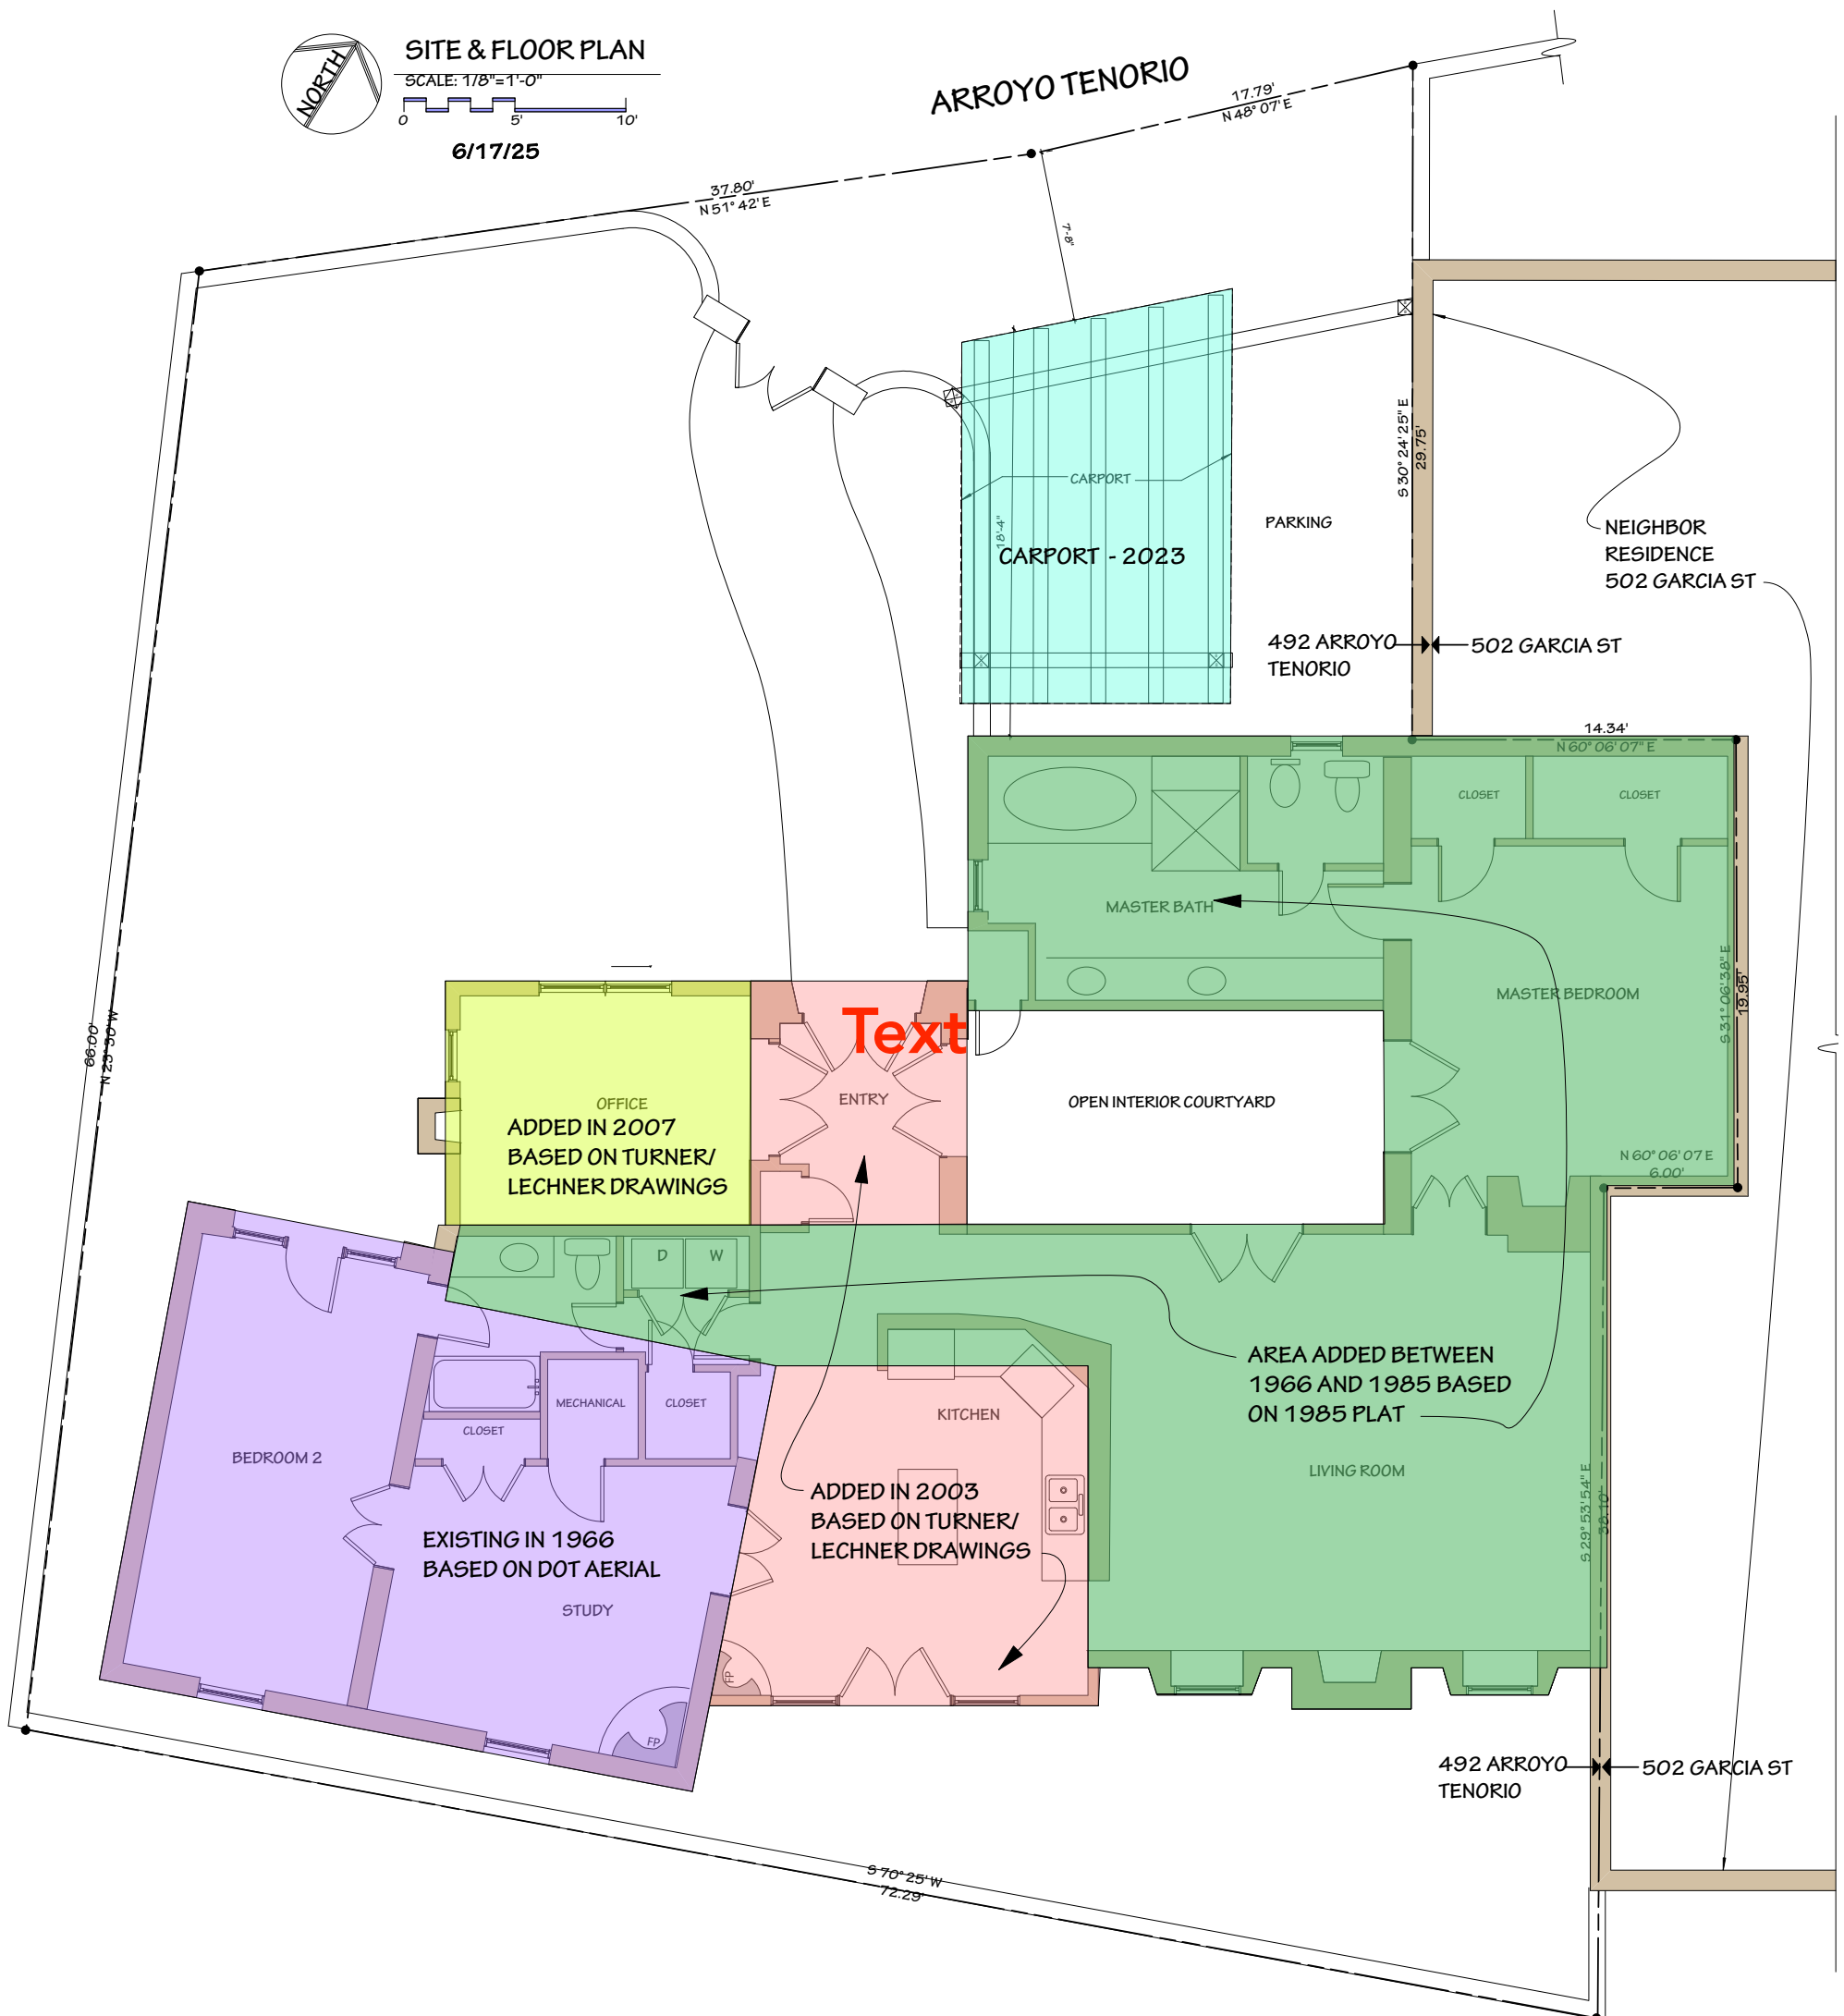 NORTH
SITE & FLOOR PLAN
SCALE: 1/8"=1'-0"
0 5' 10'
6/17/25
ARROYO TENORIO
17.79'
N 48° 07' E
37.80'
N 51° 42' E
7'-8"
S 30° 24' 25" E
29.75'
CARPORT
18'-4"
CARPORT - 2023
PARKING
NEIGHBOR
RESIDENCE
502 GARCIA ST
492 ARROYO
TENORIO
502 GARCIA ST
14.34'
N 60° 06' 07" E
CLOSET
CLOSET
MASTER BATH
MASTER BEDROOM
S 31° 06' 38" E
19.95'
66.00'
N 23° 30' W
Text
OFFICE
ENTRY
OPEN INTERIOR COURTYARD
ADDED IN 2007
BASED ON TURNER/
LECHNER DRAWINGS
N 60° 06' 07 E
6.00'
D W
AREA ADDED BETWEEN
1966 AND 1985 BASED
ON 1985 PLAT
MECHANICAL
CLOSET
CLOSET
KITCHEN
BEDROOM 2
LIVING ROOM
ADDED IN 2003
BASED ON TURNER/
LECHNER DRAWINGS
S 29° 53' 54" E
38.10'
EXISTING IN 1966
BASED ON DOT AERIAL
STUDY
FP
FP
492 ARROYO
TENORIO
502 GARCIA ST
S 70° 25' W
72.29'